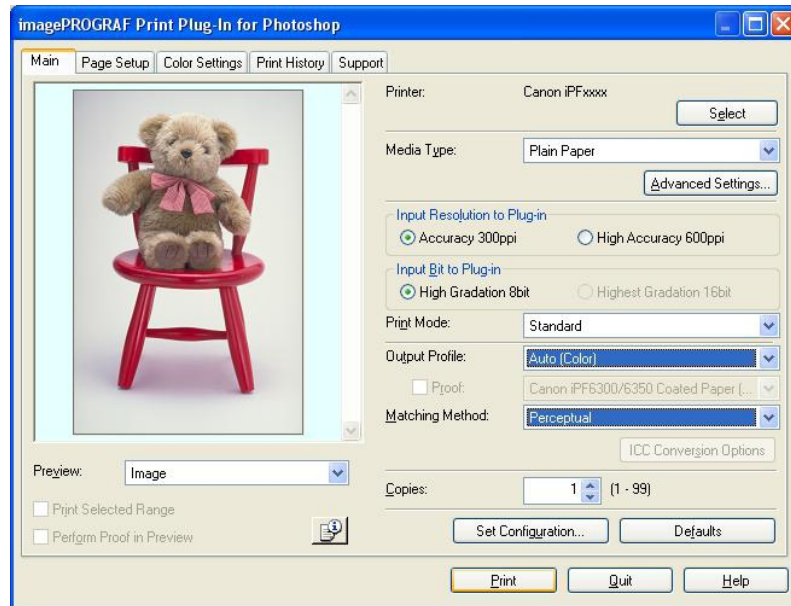 imagePROGRAF Print Plug-In for Photoshop
Main Page Setup Color Settings Print History Support
Printer: Canon iPFxxxx
Select
Media Type: Plain Paper
Advanced Settings...
Input Resolution to Plug-in
Accuracy 300ppi High Accuracy 600ppi
Input Bit to Plug-in
High Gradation 8bit Highest Gradation 16bit
Print Mode: Standard
Output Profile: Auto (Color)
Proof: Canon iPF6300/6350 Coated Paper (...
Matching Method: Perceptual
ICC Conversion Options
Preview: Image
Copies: 1 (1 - 99)
Print Selected Range
Perform Proof in Preview
Set Configuration... Defaults
Print Quit Help